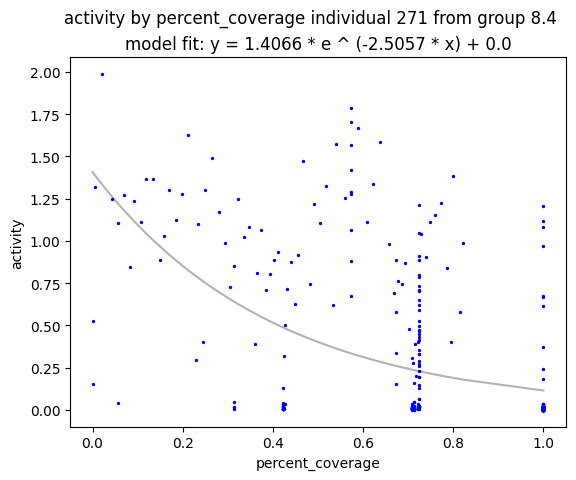 activity by percent_coverage individual 271 from group 8.4
model fit: y = 1.4066 * e ^ (-2.5057 * x) + 0.0
2.00
1.75
1.50
1.25
1.00
0.75
0.50
0.25
0.00
activity
0.0 0.2 0.4 0.6 0.8 1.0
percent_coverage